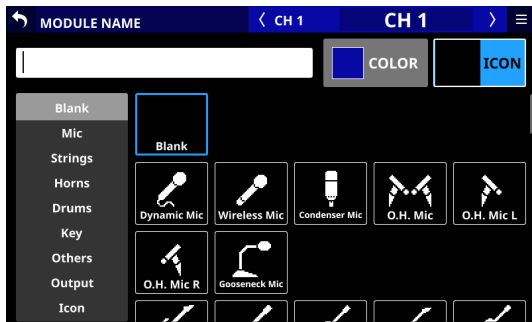 MODULE NAME
CH 1
CH 1
COLOR
ICON
Blank
Mic
Strings
Horns
Drums
Key
Others
Output
Icon
Blank
Dynamic Mic
Wireless Mic
Condenser Mic
O.H. Mic
O.H. Mic L
O.H. Mic R
Gooseneck Mic